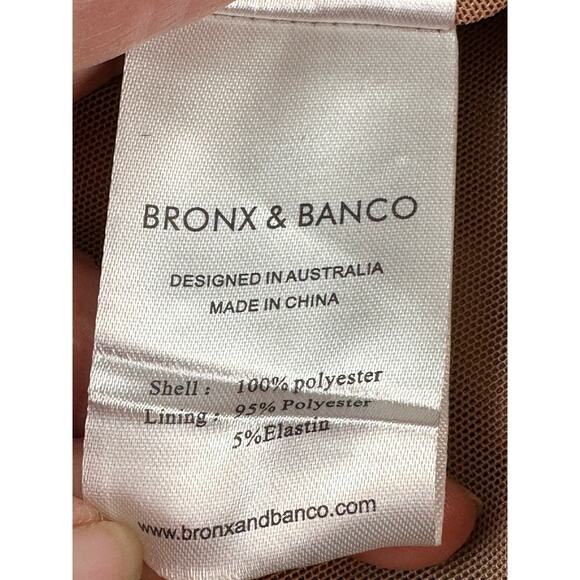 BRONX & BANCO
DESIGNED IN AUSTRALIA
MADE IN CHINA
Shell : 100% polyester
Lining : 95% Polyester
5%Elastin
www.bronxandbanco.com